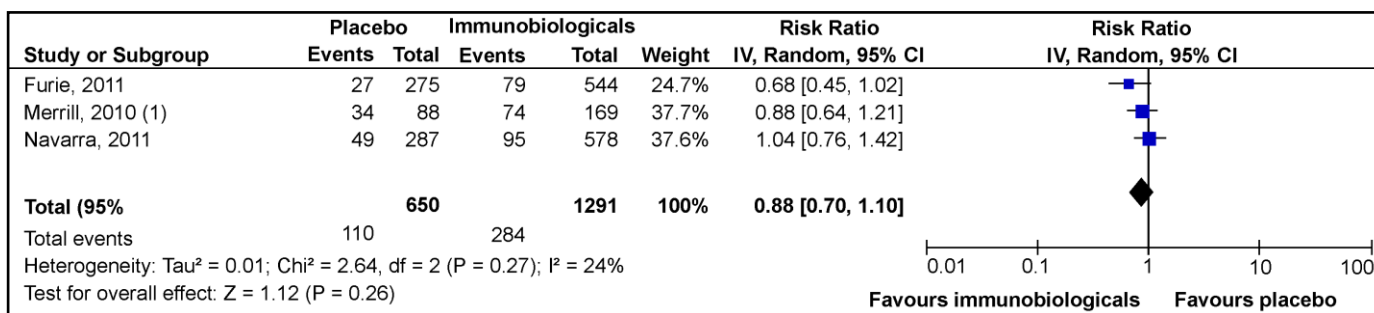 Placebo Immunobiologicals Risk Ratio Risk Ratio
Study or Subgroup Events Total Events Total Weight IV, Random, 95% CI IV, Random, 95% CI
Furie, 2011 27 275 79 544 24.7% 0.68 [0.45, 1.02]
Merrill, 2010 (1) 34 88 74 169 37.7% 0.88 [0.64, 1.21]
Navarra, 2011 49 287 95 578 37.6% 1.04 [0.76, 1.42]
Total (95% 650 1291 100% 0.88 [0.70, 1.10]
Total events 110 284
Heterogeneity: Tau² = 0.01; Chi² = 2.64, df = 2 (P = 0.27); I² = 24%
Test for overall effect: Z = 1.12 (P = 0.26)
0.01 0.1 1 10 100
Favours immunobiologicals Favours placebo